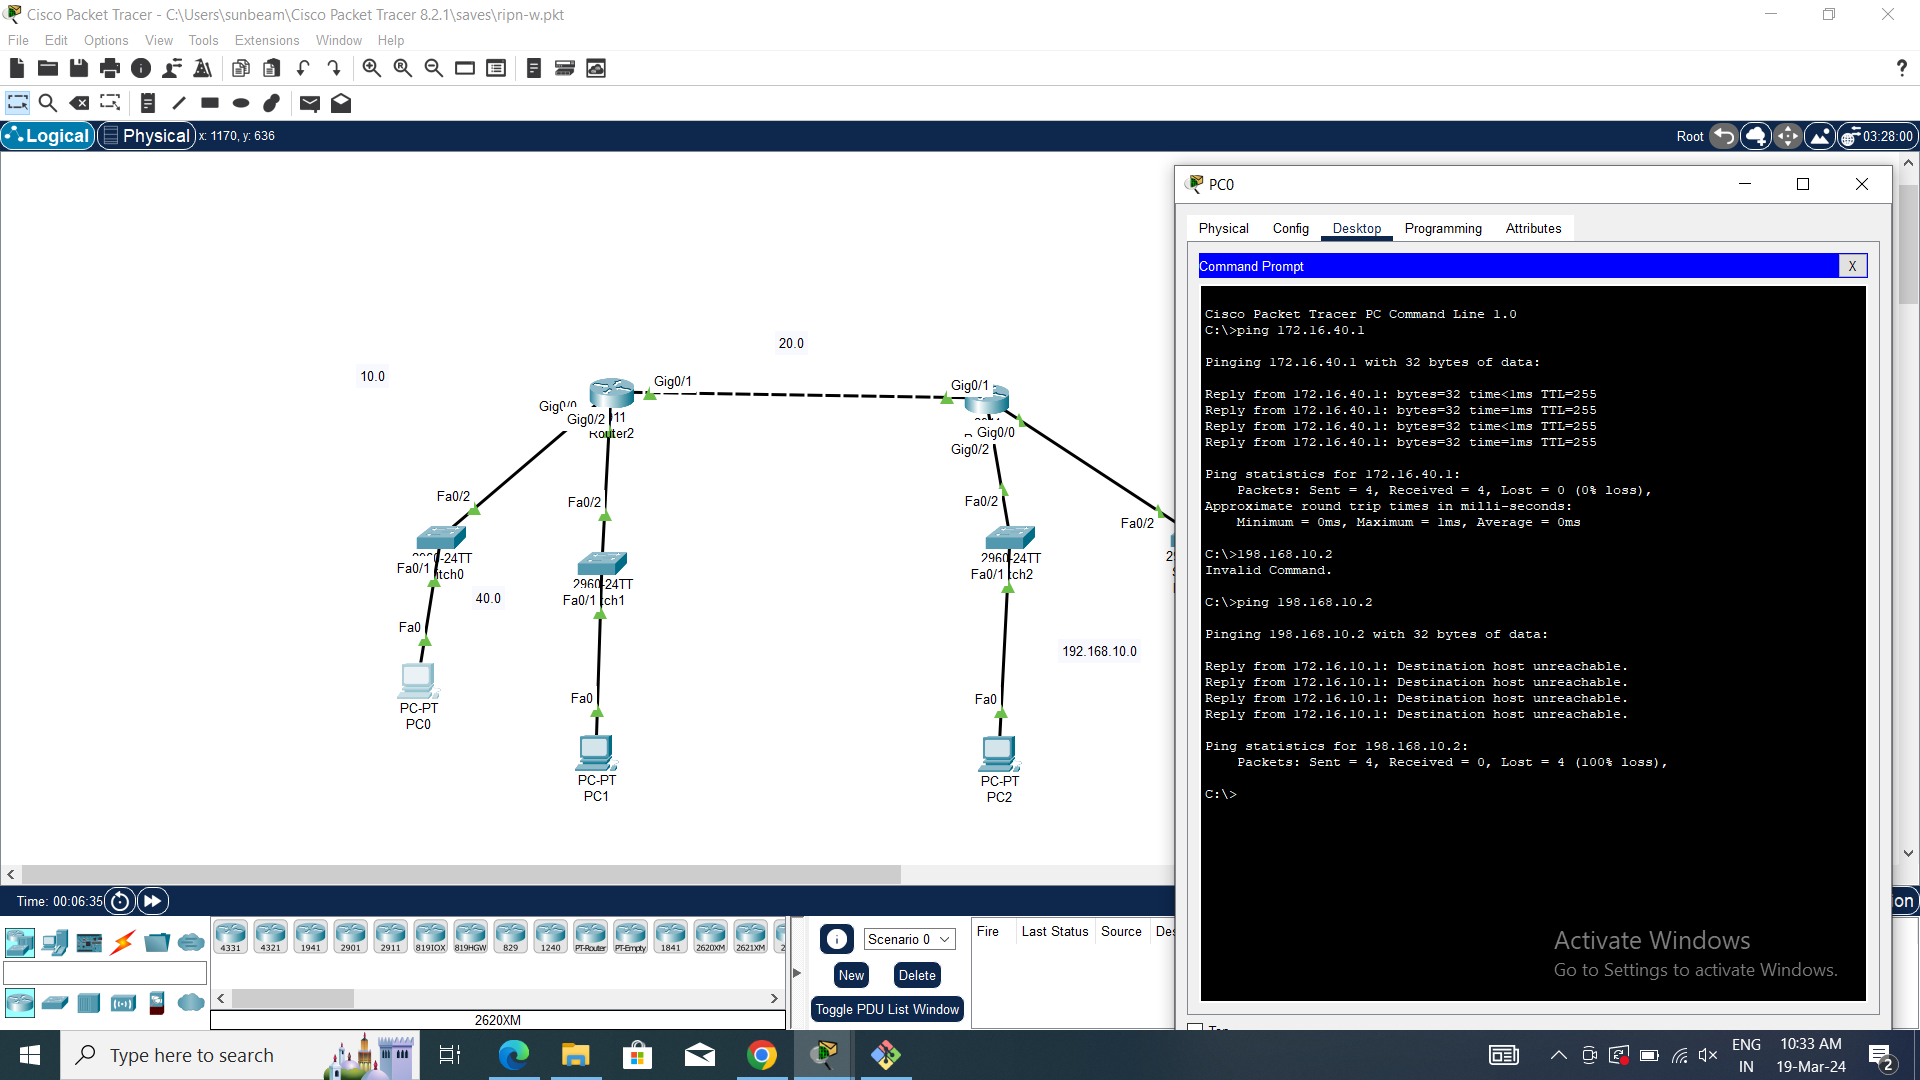 Cisco Packet Tracer - C:\Users\sunbeam\Cisco Packet Tracer 8.2.1\saves\ripn-w.pkt
File Edit Options View Tools Extensions Window Help
?
Logical Physical x: 1170, y: 636
Root 03:28:00
10.0
20.0
Gig0/1
Gig0/1
Gig0/0
Gig0/2
Router2
Gig0/0
Gig0/2
Fa0/2
Fa0/2
Fa0/2
Fa0/2
2960-24TT
Fa0/1
2960-24TT
Fa0/1
2960-24TT
Fa0/1
40.0
192.168.10.0
Fa0
Fa0
Fa0
PC-PT
PC0
PC-PT
PC1
PC-PT
PC2
PC0
Physical Config Desktop Programming Attributes
Command Prompt X
Cisco Packet Tracer PC Command Line 1.0
C:\>ping 172.16.40.1
Pinging 172.16.40.1 with 32 bytes of data:
Reply from 172.16.40.1: bytes=32 time<1ms TTL=255
Reply from 172.16.40.1: bytes=32 time=1ms TTL=255
Reply from 172.16.40.1: bytes=32 time<1ms TTL=255
Reply from 172.16.40.1: bytes=32 time=1ms TTL=255
Ping statistics for 172.16.40.1:
Packets: Sent = 4, Received = 4, Lost = 0 (0% loss),
Approximate round trip times in milli-seconds:
Minimum = 0ms, Maximum = 1ms, Average = 0ms
C:\>198.168.10.2
Invalid Command.
C:\>ping 198.168.10.2
Pinging 198.168.10.2 with 32 bytes of data:
Reply from 172.16.10.1: Destination host unreachable.
Reply from 172.16.10.1: Destination host unreachable.
Reply from 172.16.10.1: Destination host unreachable.
Reply from 172.16.10.1: Destination host unreachable.
Ping statistics for 198.168.10.2:
Packets: Sent = 4, Received = 0, Lost = 4 (100% loss),
C:\>
Activate Windows
Go to Settings to activate Windows.
Time: 00:06:35
4331 4321 1941 2901 2911 819IOX 819HGW 829 1240 PT-Router PT-Empty 1841 2620XM 2621XM
2620XM
Scenario 0
New Delete
Toggle PDU List Window
Fire Last Status Source
Type here to search
ENG
IN
10:33 AM
19-Mar-24
2